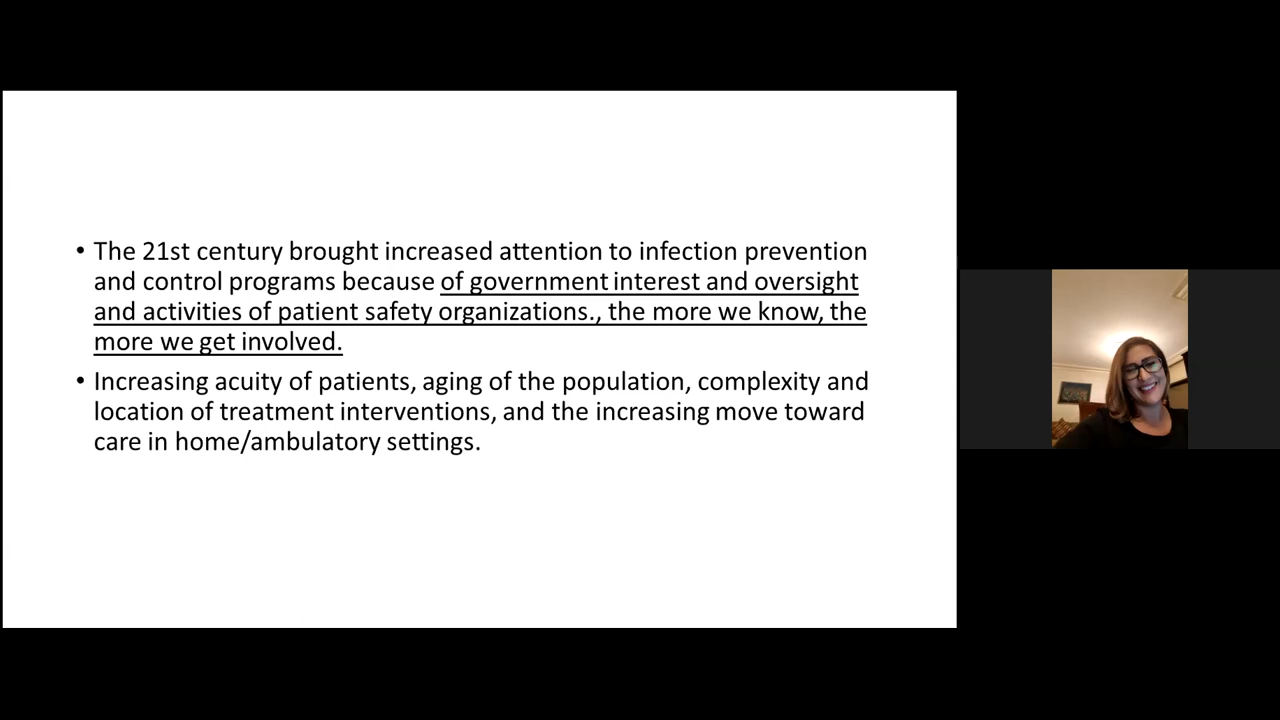 • The 21st century brought increased attention to infection prevention
and control programs because of government interest and oversight
and activities of patient safety organizations., the more we know, the
more we get involved.
• Increasing acuity of patients, aging of the population, complexity and
location of treatment interventions, and the increasing move toward
care in home/ambulatory settings.